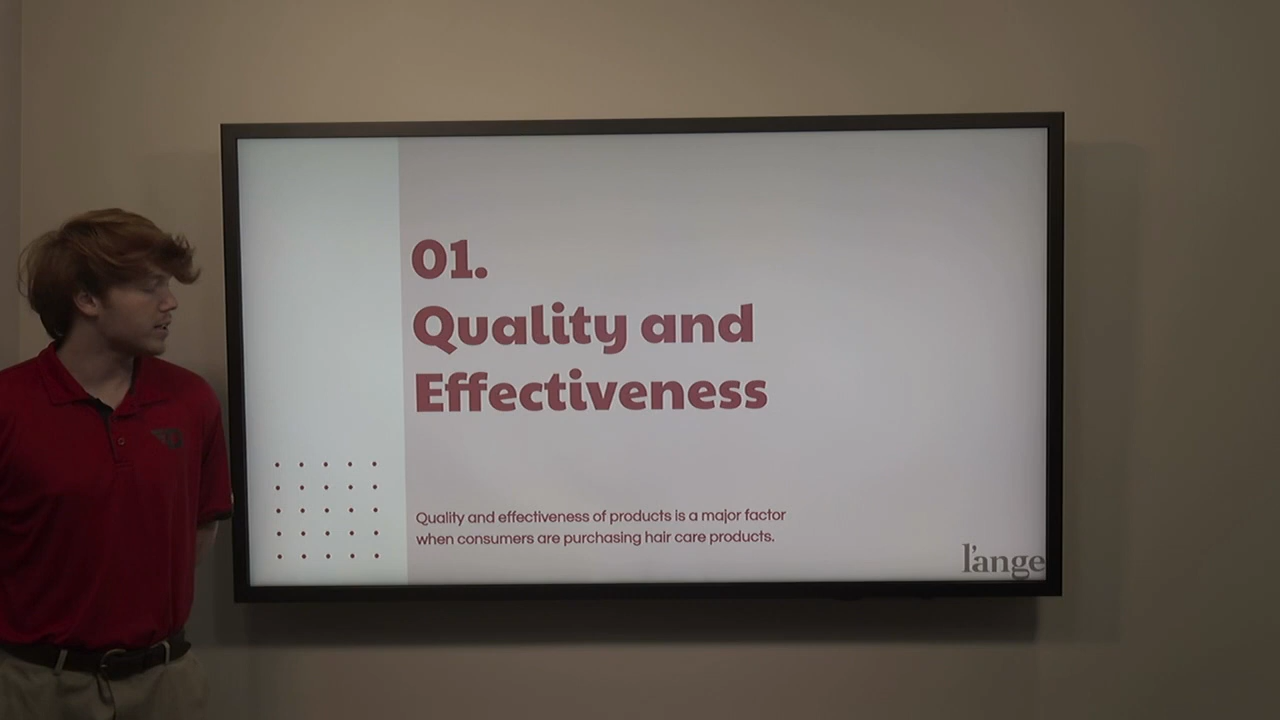 01.
Quality and
Effectiveness
Quality and effectiveness of products is a major factor
when consumers are purchasing hair care products.
l'ange